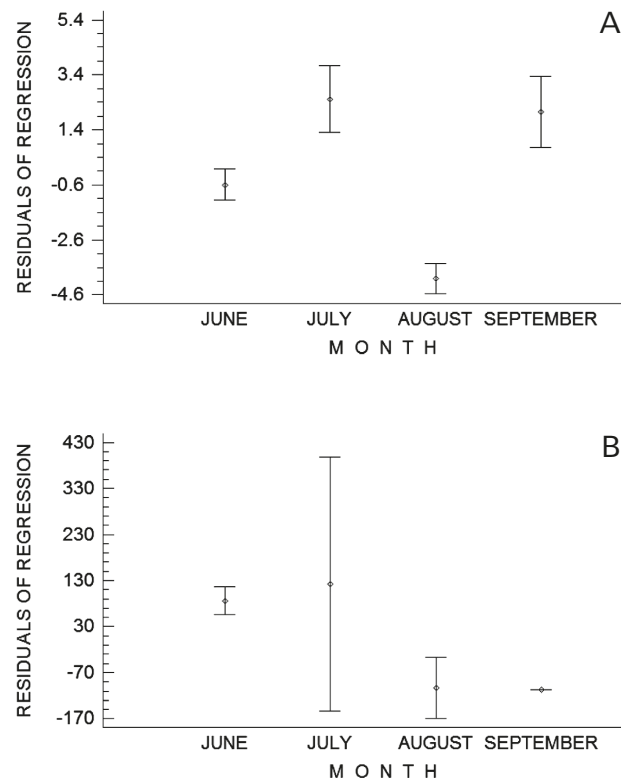 A
RESIDUALS OF REGRESSION
5.4
3.4
1.4
-0.6
-2.6
-4.6
JUNE JULY AUGUST SEPTEMBER
M O N T H
B
RESIDUALS OF REGRESSION
430
330
230
130
30
-70
-170
JUNE JULY AUGUST SEPTEMBER
M O N T H